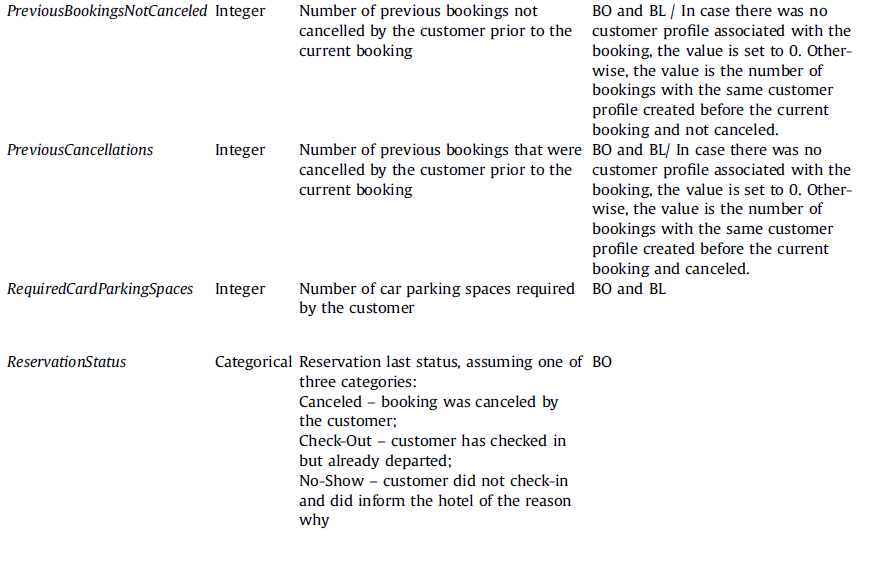 PreviousBookingsNotCanceled Integer Number of previous bookings not BO and BL / In case there was no
cancelled by the customer prior to the customer profile associated with the
current booking booking, the value is set to 0. Other-
wise, the value is the number of
bookings with the same customer
profile created before the current
booking and not canceled.
PreviousCancellations Integer Number of previous bookings that were BO and BL/ In case there was no
cancelled by the customer prior to the customer profile associated with the
current booking booking, the value is set to 0. Other-
wise, the value is the number of
bookings with the same customer
profile created before the current
booking and canceled.
RequiredCardParkingSpaces Integer Number of car parking spaces required BO and BL
by the customer
ReservationStatus Categorical Reservation last status, assuming one of BO
three categories:
Canceled – booking was canceled by
the customer;
Check-Out – customer has checked in
but already departed;
No-Show – customer did not check-in
and did inform the hotel of the reason
why